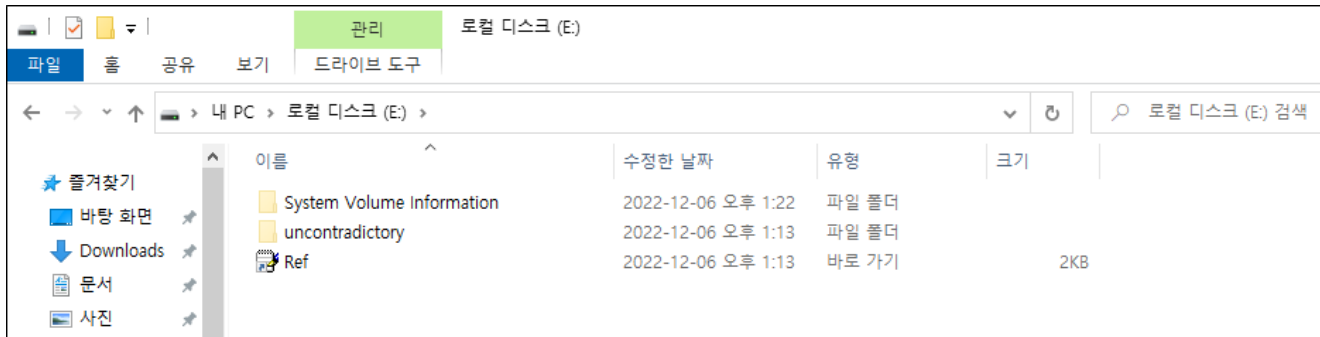 관리
로컬 디스크 (E:)
파일
홈
공유
보기
드라이브 도구
내 PC › 로컬 디스크 (E:) ›
로컬 디스크 (E:) 검색
즐겨찾기
바탕 화면
Downloads
문서
사진
이름 수정한 날짜 유형 크기
System Volume Information 2022-12-06 오후 1:22 파일 폴더
uncontradictory 2022-12-06 오후 1:13 파일 폴더
Ref 2022-12-06 오후 1:13 바로 가기 2KB